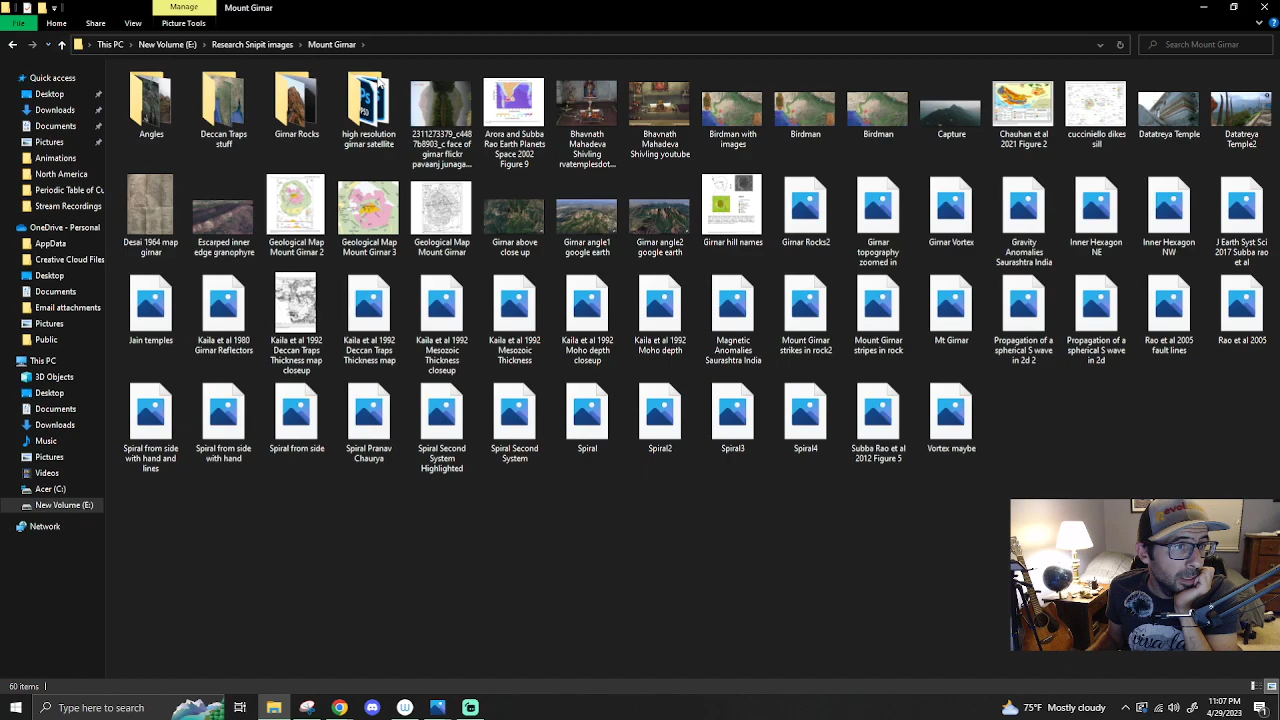 Manage
Mount Girnar
File
Home
Share
View
Picture Tools
This PC
New Volume (E:)
Research Snipit images
Mount Girnar
Search Mount Girnar
Quick access
Desktop
Downloads
Documents
Pictures
Animations
North America
Periodic Table of Cu
Stream Recordings
OneDrive - Personal
AppData
Creative Cloud Files
Desktop
Documents
Email attachments
Pictures
Public
This PC
3D Objects
Desktop
Documents
Downloads
Music
Pictures
Videos
Acer (C:)
New Volume (E:)
Network
Angles
Deccan Traps
stuff
Girnar Rocks
high resolution
girnar satellite
2311273379_c448
7b8903_c face of
girnar flickr
pavaanj junaga...
Arora and Subba
Rao Earth Planets
Space 2002
Figure 9
Bhavnath
Mahadeva
Shivling
rvatemplesdot...
Bhavnath
Mahadeva
Shivling youtube
Birdman with
images
Birdman
Birdman
Capture
Chauhan et al
2021 Figure 2
cucciniello dikes
sill
Datatreya Temple
Datatreya
Temple2
Desai 1964 map
girnar
Escarped inner
edge granophyre
Geological Map
Mount Girnar 2
Geological Map
Mount Girnar 3
Geological Map
Mount Girnar
Girnar above
close up
Girnar angle1
google earth
Girnar angle2
google earth
Girnar hill names
Girnar Rocks2
Girnar
topography
zoomed in
Girnar Vortex
Gravity
Anomalies
Saurashtra India
Inner Hexagon
NE
Inner Hexagon
NW
J Earth Syst Sci
2017 Subba rao
et al
Jain temples
Kaila et al 1980
Girnar Reflectors
Kaila et al 1992
Deccan Traps
Thickness map
closeup
Kaila et al 1992
Deccan Traps
Thickness map
Kaila et al 1992
Mesozoic
Thickness
closeup
Kaila et al 1992
Mesozoic
Thickness
Kaila et al 1992
Moho depth
closeup
Kaila et al 1992
Moho depth
Magnetic
Anomalies
Saurashtra India
Mount Girnar
strikes in rock2
Mount Girnar
stripes in rock
Mt Girnar
Propagation of a
spherical S wave
in 2d 2
Propagation of a
spherical S wave
in 2d
Rao et al 2005
fault lines
Rao et al 2005
Spiral from side
with hand and
lines
Spiral from side
with hand
Spiral from side
Spiral Pranav
Chaurya
Spiral Second
System
Highlighted
Spiral Second
System
Spiral
Spiral2
Spiral3
Spiral4
Subba Rao et al
2012 Figure 5
Vortex maybe
60 items
Type here to search
75°F Mostly cloudy
11:07 PM
4/29/2023